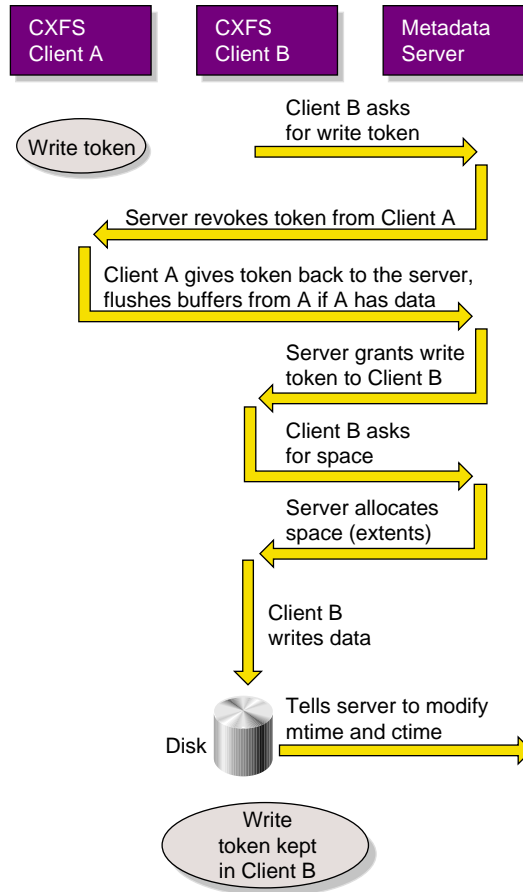 CXFS
Client A
CXFS
Client B
Metadata
Server
Client B asks
for write token
Write token
Server revokes token from Client A
Client A gives token back to the server,
flushes buffers from A if A has data
Server grants write
token to Client B
Client B asks
for space
Server allocates
space (extents)
Client B
writes data
Tells server to modify
mtime and ctime
Disk
Write
token kept
in Client B